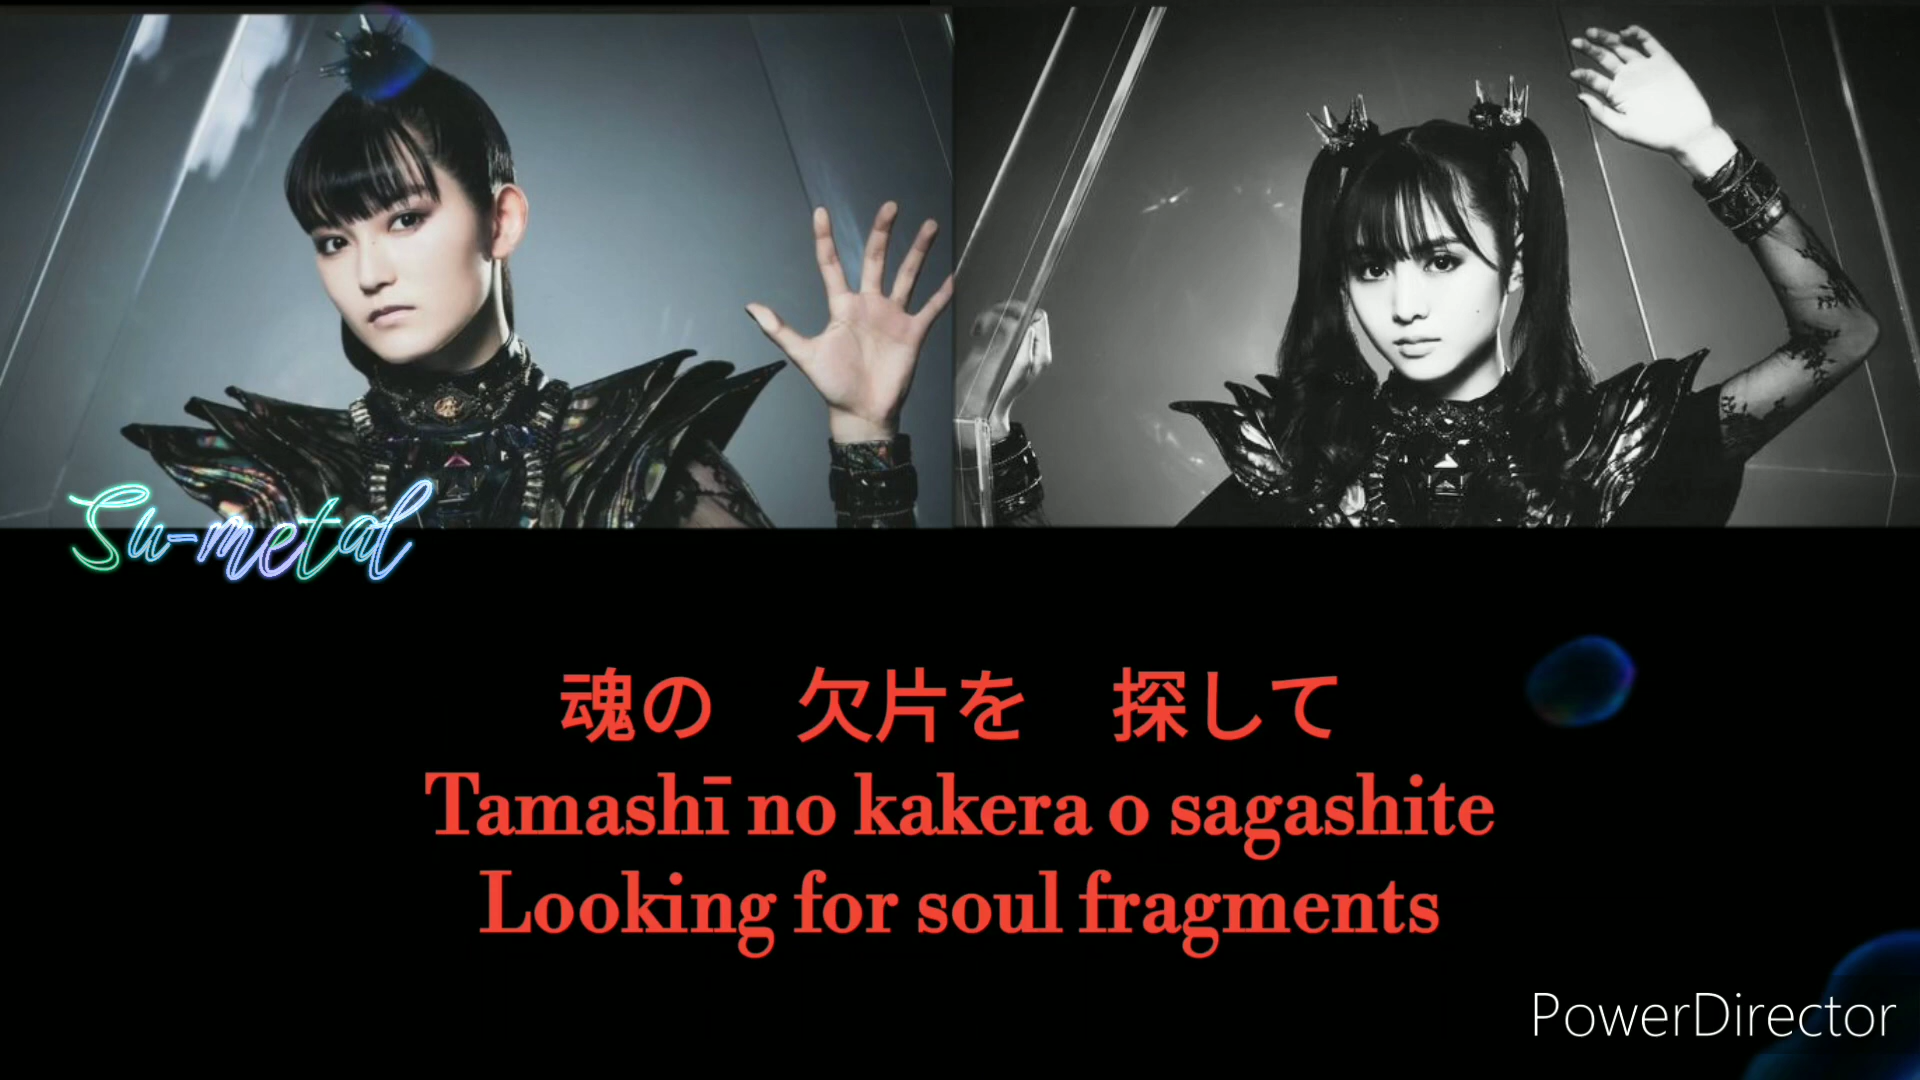 Su-metal
魂の　欠片を　探して
Tamashī no kakera o sagashite
Looking for soul fragments
PowerDirector